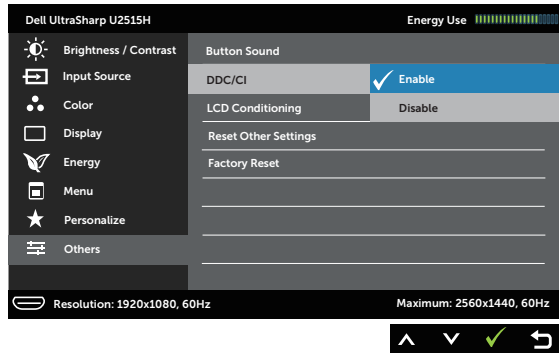 Dell UltraSharp U2515H Energy Use
Brightness / Contrast Button Sound
Input Source DDC/CI Enable
Color LCD Conditioning Disable
Display Reset Other Settings
Energy Factory Reset
Menu
Personalize
Others
Resolution: 1920x1080, 60Hz Maximum: 2560x1440, 60Hz